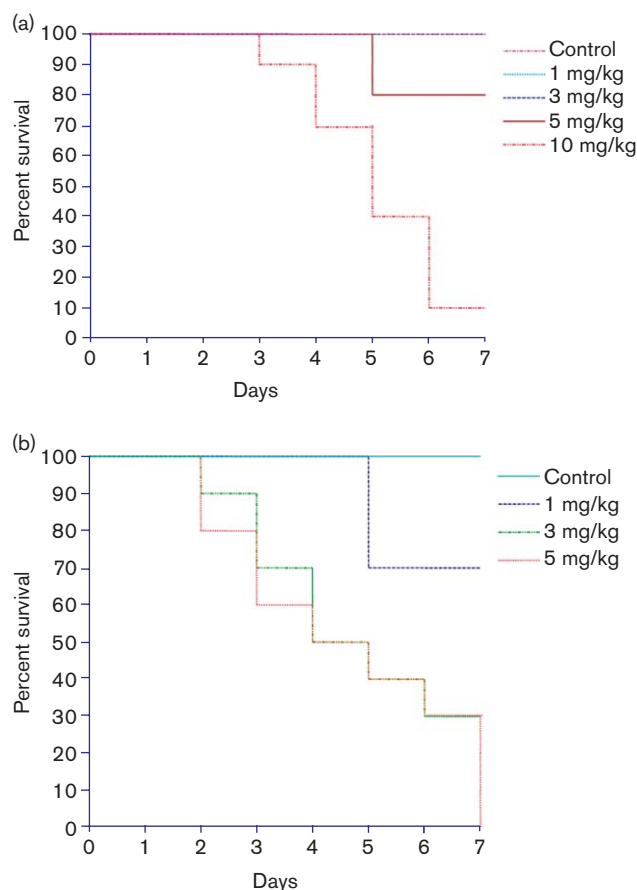 (a)
100
90
80
70
60
50
40
30
20
10
0
Percent survival
0 1 2 3 4 5 6 7
Days
Control
1 mg/kg
3 mg/kg
5 mg/kg
10 mg/kg
(b)
100
90
80
70
60
50
40
30
20
10
0
Percent survival
0 1 2 3 4 5 6 7
Days
Control
1 mg/kg
3 mg/kg
5 mg/kg